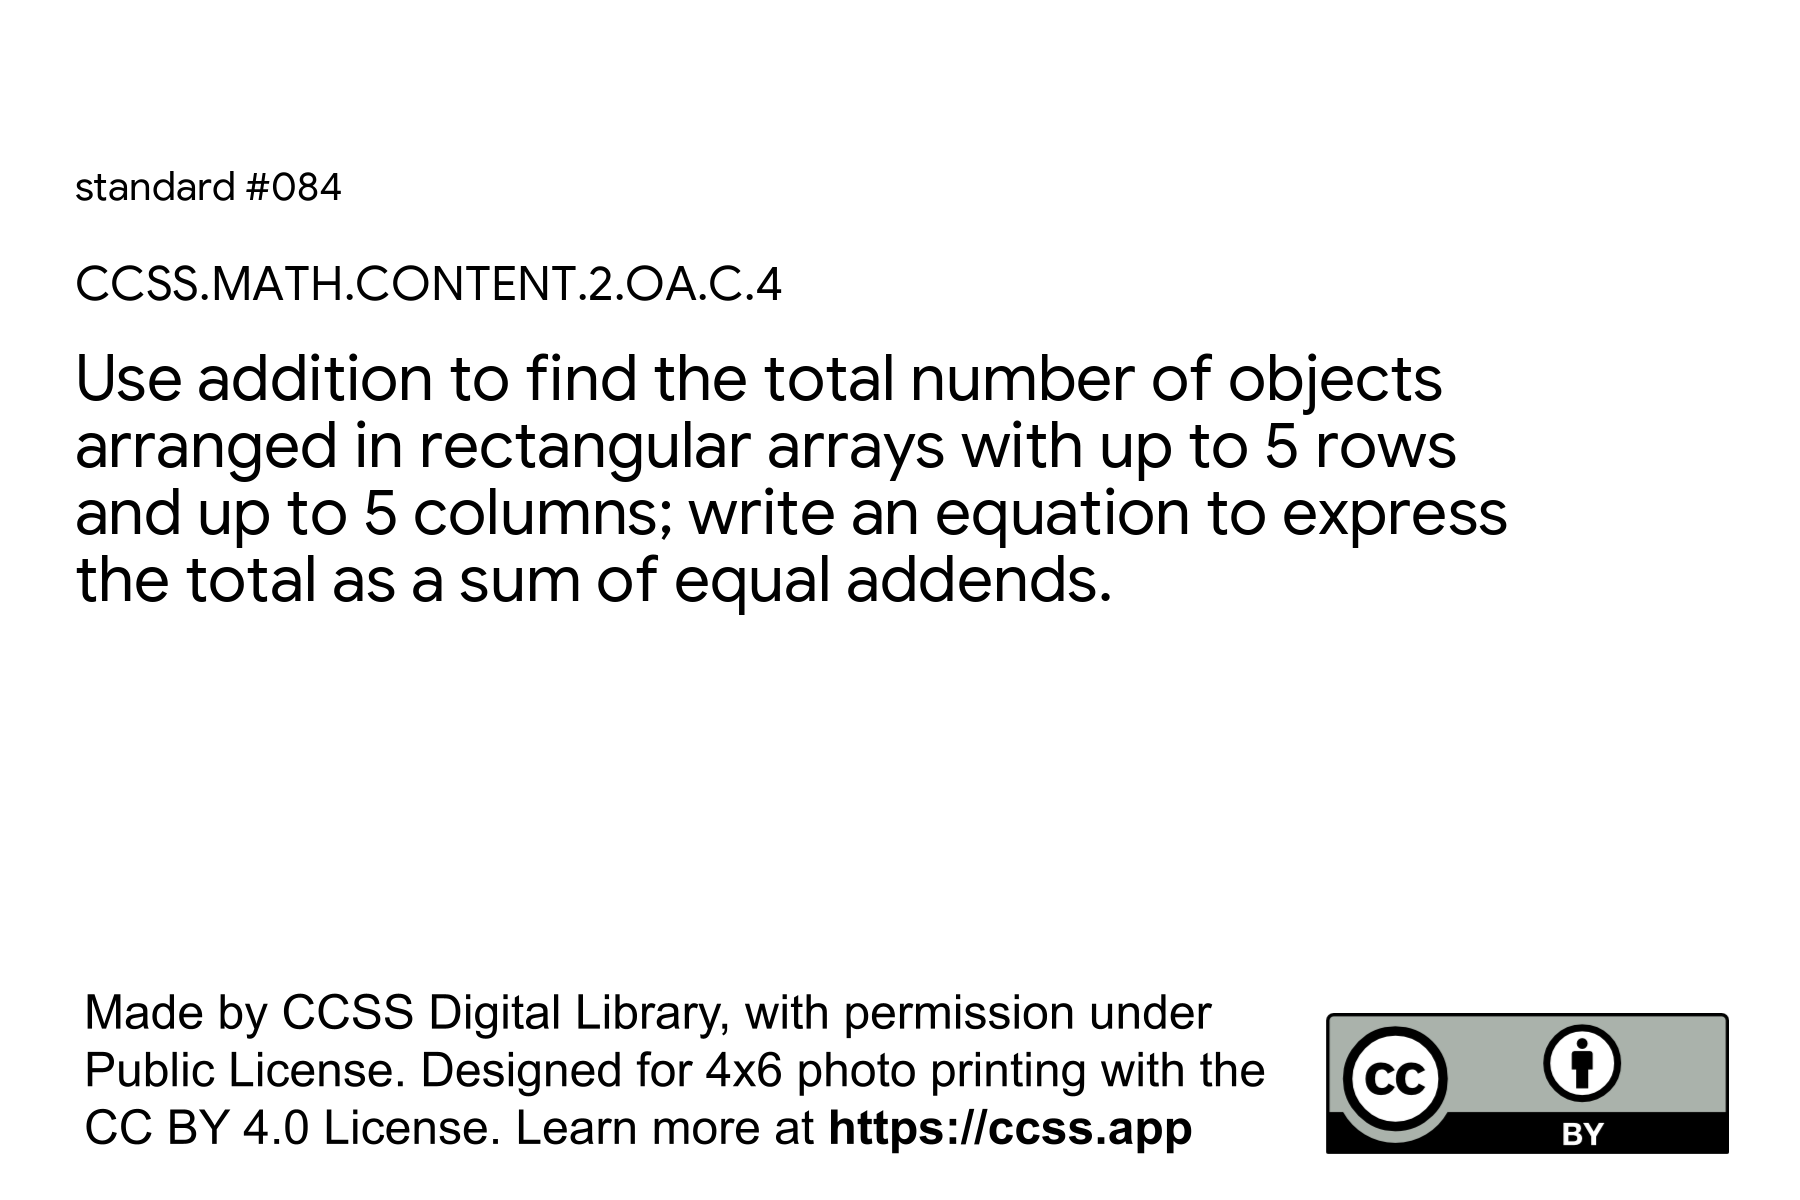 standard #084
CCSS.MATH.CONTENT.2.OA.C.4
Use addition to find the total number of objects
arranged in rectangular arrays with up to 5 rows
and up to 5 columns; write an equation to express
the total as a sum of equal addends.
Made by CCSS Digital Library, with permission under
Public License. Designed for 4x6 photo printing with the
CC BY 4.0 License. Learn more at https://ccss.app
CC
BY